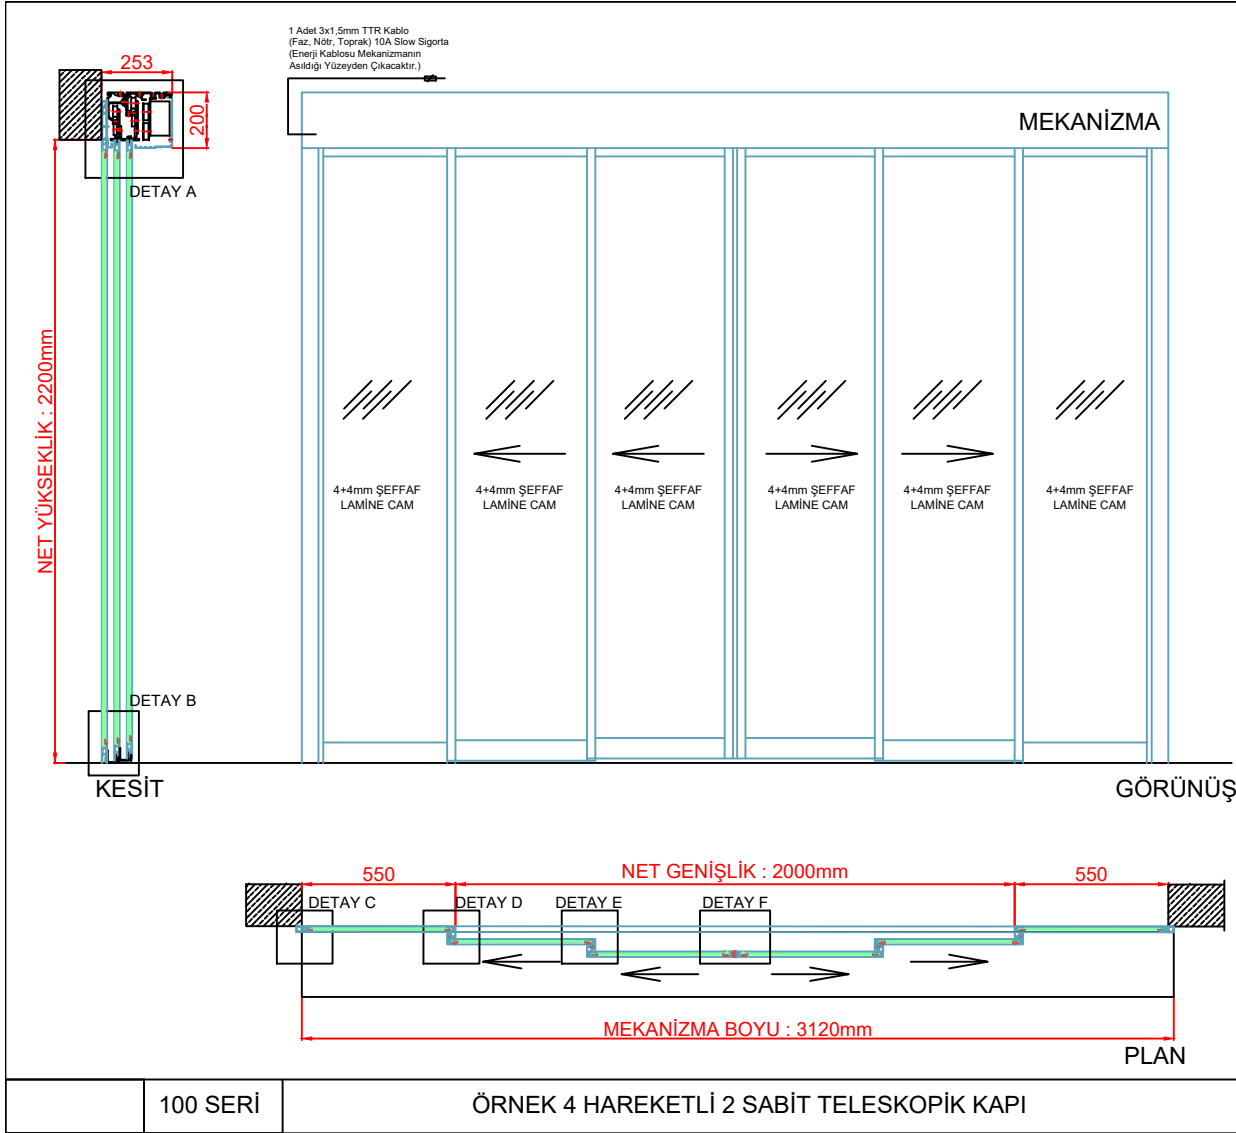 1 Adet 3x1,5mm TTR Kablo
(Faz, Nötr, Toprak) 10A Slow Sigorta
(Enerji Kablosu Mekanizmanın
Asıldığı Yüzeyden Çıkacaktır.)
253
200
MEKANİZMA
DETAY A
NET YÜKSEKLİK : 2200mm
4+4mm ŞEFFAF
LAMİNE CAM
4+4mm ŞEFFAF
LAMİNE CAM
4+4mm ŞEFFAF
LAMİNE CAM
4+4mm ŞEFFAF
LAMİNE CAM
4+4mm ŞEFFAF
LAMİNE CAM
4+4mm ŞEFFAF
LAMİNE CAM
DETAY B
KESİT
GÖRÜNÜŞ
550
NET GENİŞLİK : 2000mm
550
DETAY C
DETAY D
DETAY E
DETAY F
MEKANİZMA BOYU : 3120mm
PLAN
100 SERİ
ÖRNEK 4 HAREKETLİ 2 SABİT TELESKOPİK KAPI